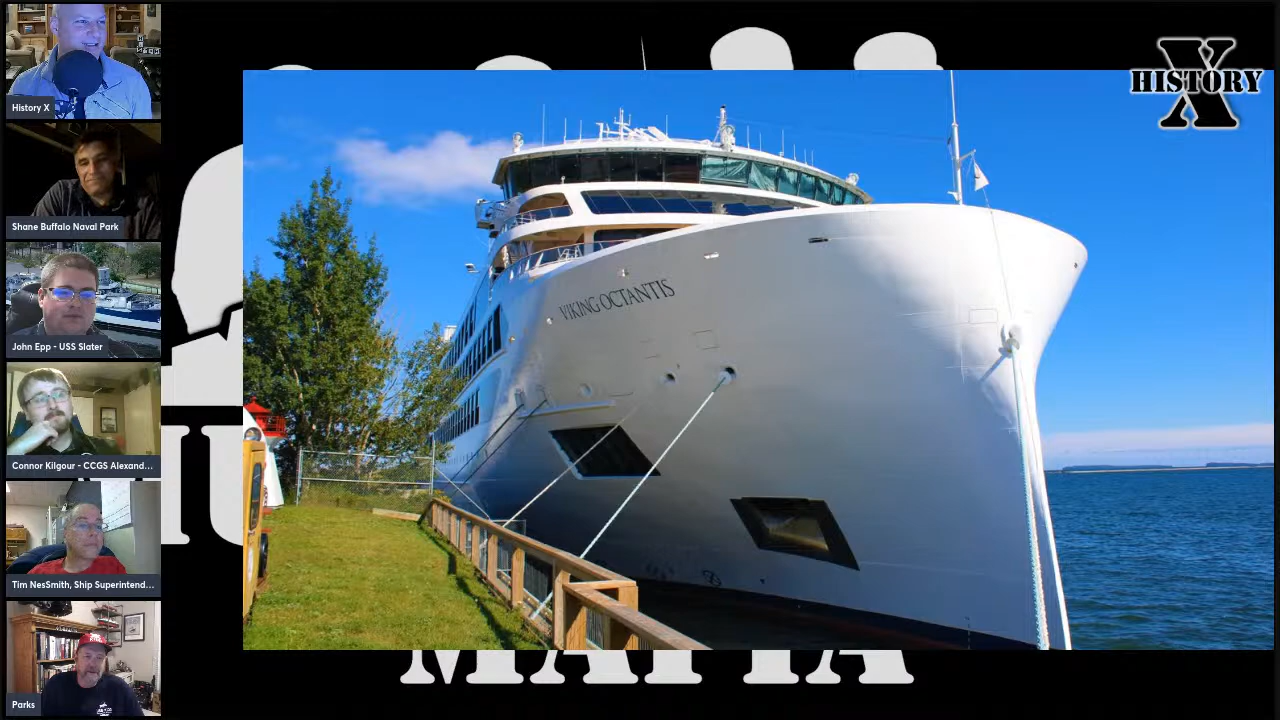 History X
Shane Buffalo Naval Park
John Epp - USS Slater
Connor Kilgour - CCGS Alexand...
Tim NesSmith, Ship Superintend...
Parks
VIKING OCTANTIS
X
HISTORY
MAFIA